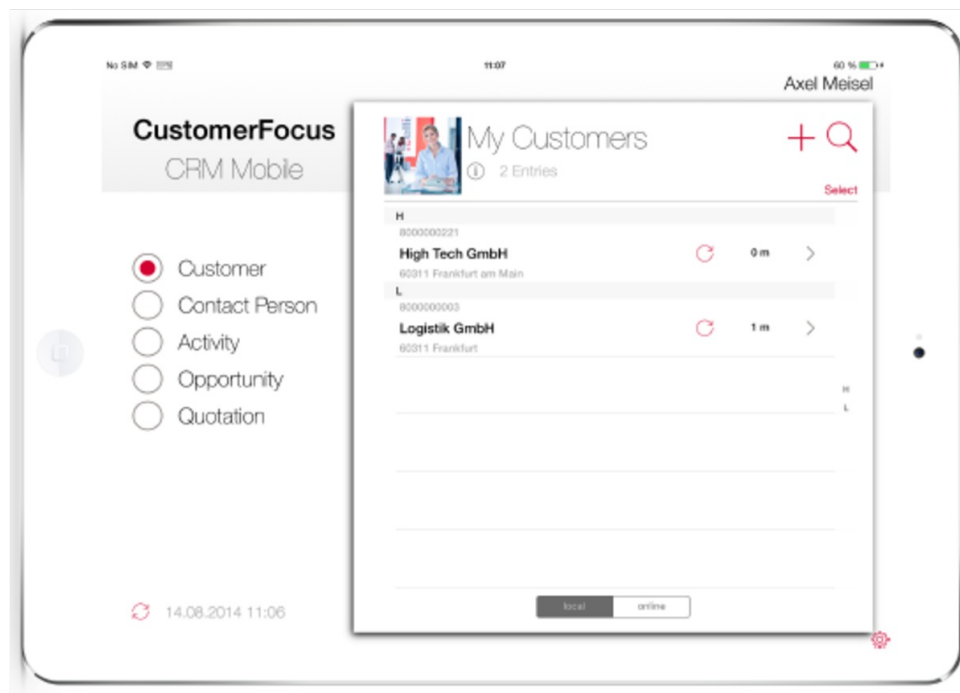 No SIM
11:07
60 %
Axel Meisel
CustomerFocus
CRM Mobile
My Customers
2 Entries
Select
Customer
Contact Person
Activity
Opportunity
Quotation
H
8000000221
High Tech GmbH
0 m
60311 Frankfurt am Main
L
8000000003
Logistik GmbH
1 m
60311 Frankfurt
H
L
local
online
14.08.2014 11:06